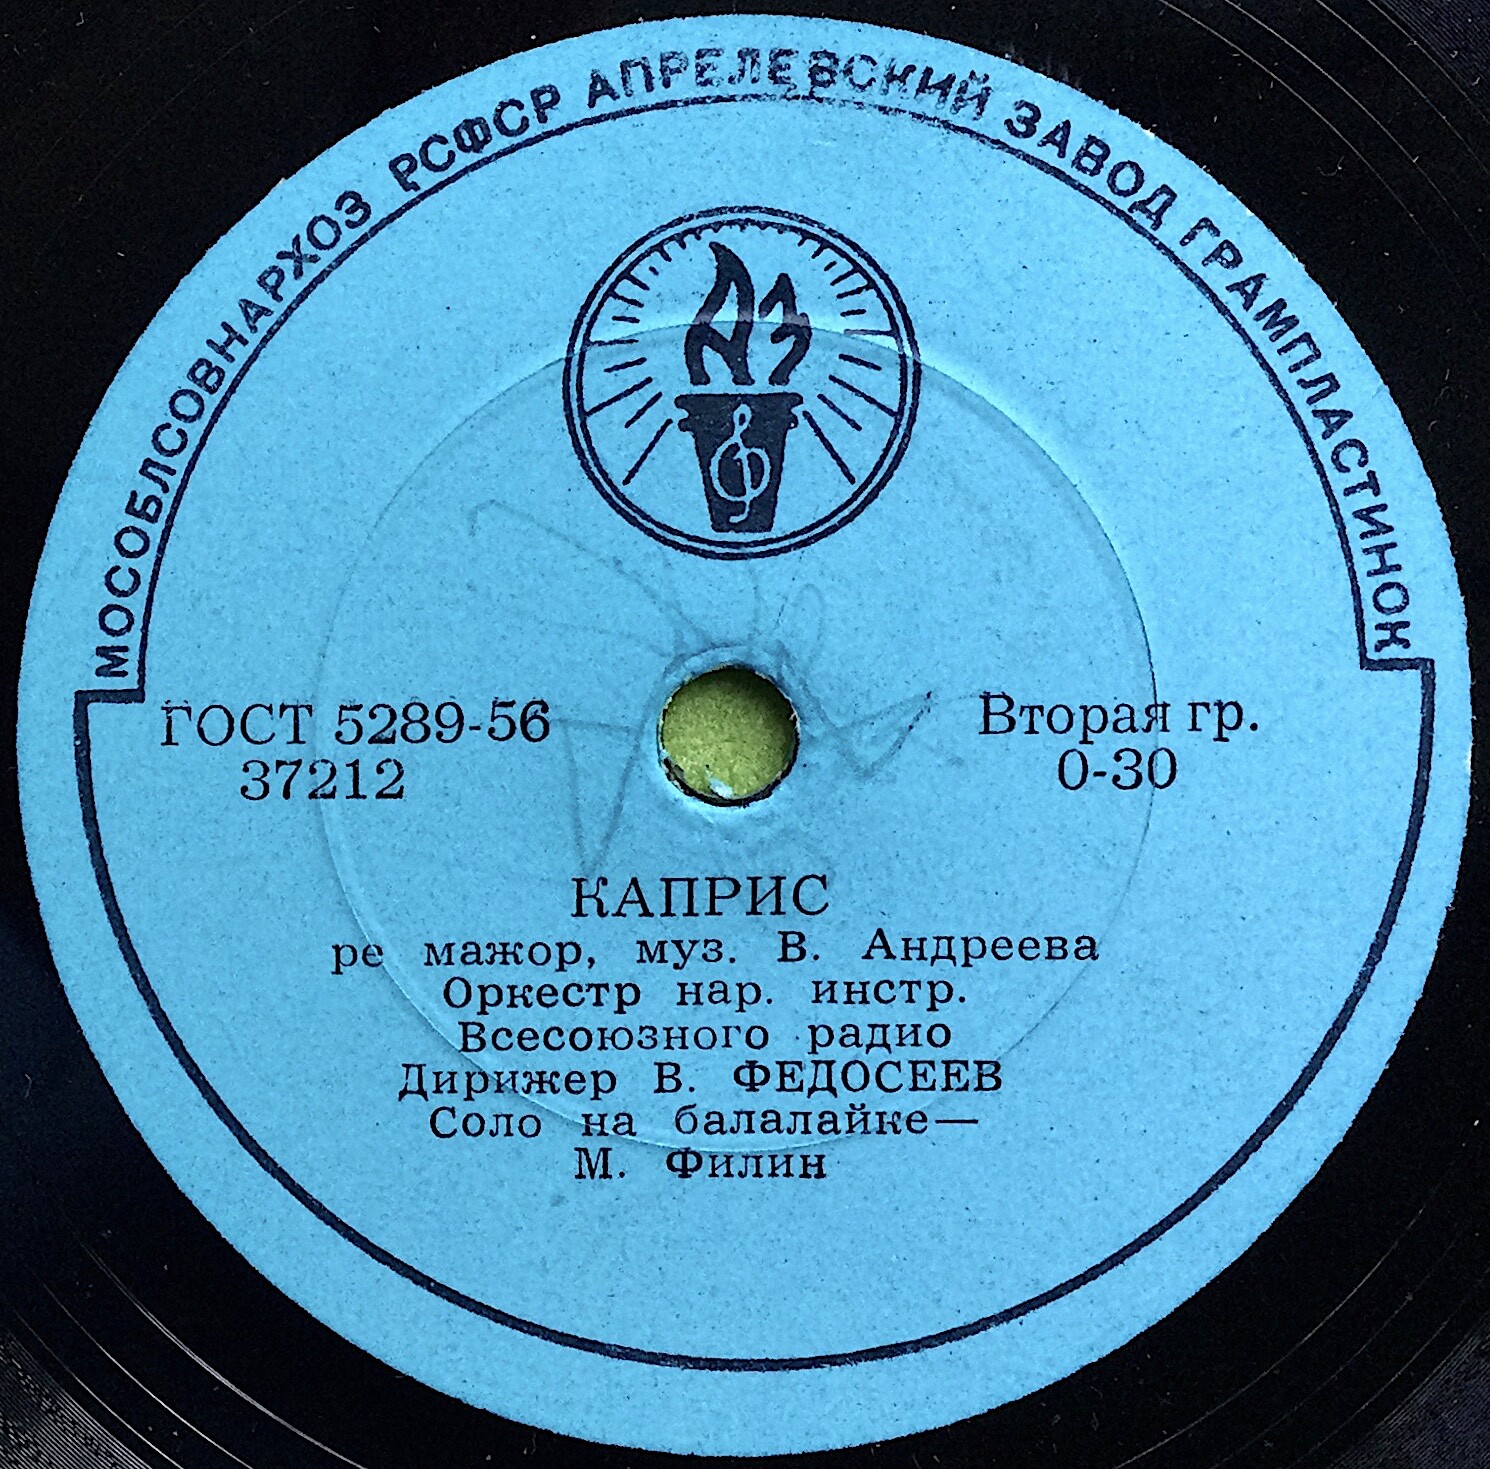 МОСОБЛСОВНАРХОЗ РСФСР АПРЕЛЕВСКИЙ ЗАВОД ГРАМПЛАСТИНОК
ГОСТ 5289-56
37212
Вторая гр.
0-30
КАПРИС
ре мажор, муз. В. Андреева
Оркестр нар. инстр.
Всесоюзного радио
Дирижер В. ФЕДОСЕЕВ
Соло на балалайке—
М. Филин